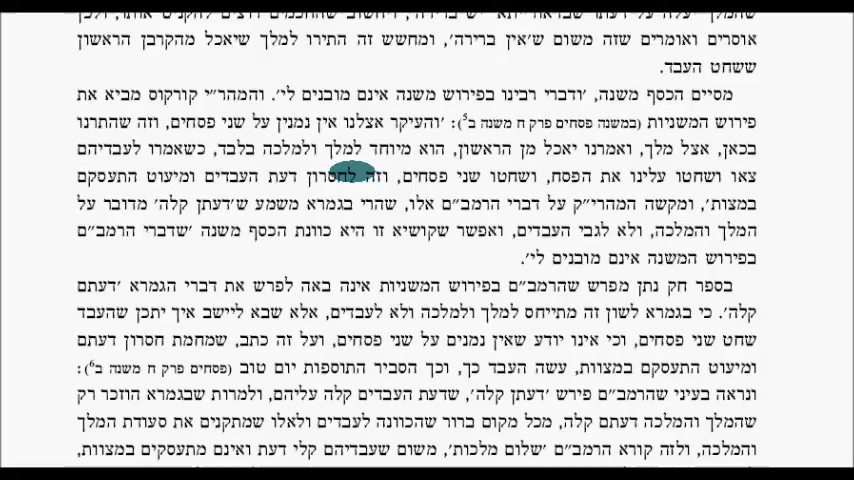 אוסרים ואומרים שזה משום ש'אין ברירה', ומחשש זה התירו למלך שיאכל מהקרבן הראשון
ששחט העבד.
מסיים הכסף משנה, 'ודברי רבינו בפירוש משנה אינם מובנים לי'. והמהר"י קורקוס מביא את
פירוש המשניות (במשנה פסחים פרק ח משנה ב5): 'והעיקר אצלנו אין נמנין על שני פסחים, וזה שהתרנו
בכאן, אצל מלך, ואמרנו יאכל מן הראשון, הוא מיוחד למלך ולמלכה בלבד, כשאמרו לעבדיהם
צאו ושחטו עלינו את הפסח, ושחטו שני פסחים, וזה לחסרון דעת העבדים ומיעוט התעסקם
במצות', ומקשה המהרי"ק על דברי הרמב"ם אלו, שהרי בגמרא משמע ש'דעתן קלה' מדובר על
המלך והמלכה, ולא לגבי העבדים, ואפשר שקושיא זו היא כוונת הכסף משנה 'שדברי הרמב"ם
בפירוש המשנה אינם מובנים לי'.
בספר חק נתן מפרש שהרמב"ם בפירוש המשניות אינה באה לפרש את דברי הגמרא 'דעתם
קלה'. כי בגמרא לשון זה מתייחס למלך ולמלכה ולא לעבדים, אלא שבא ליישב איך יתכן שהעבד
שחט שני פסחים, וכי אינו יודע שאין נמנים על שני פסחים, ועל זה כתב, שמחמת חסרון דעתם
ומיעוט התעסקם במצוות, עשה העבד כך, וכך הסביר התוספות יום טוב (פסחים פרק ח משנה ב6):
ונראה בעיני שהרמב"ם פירש 'דעתן קלה', שדעת העבדים קלה עליהם, ולמרות שבגמרא הוזכר רק
שהמלך והמלכה דעתם קלה, מכל מקום ברור שהכוונה לעבדים ולאלו שמתקנים את סעודת המלך
והמלכה, ולזה קורא הרמב"ם 'שלום מלכות', משום שעבדיהם קלי דעת ואינם מתעסקים במצוות,